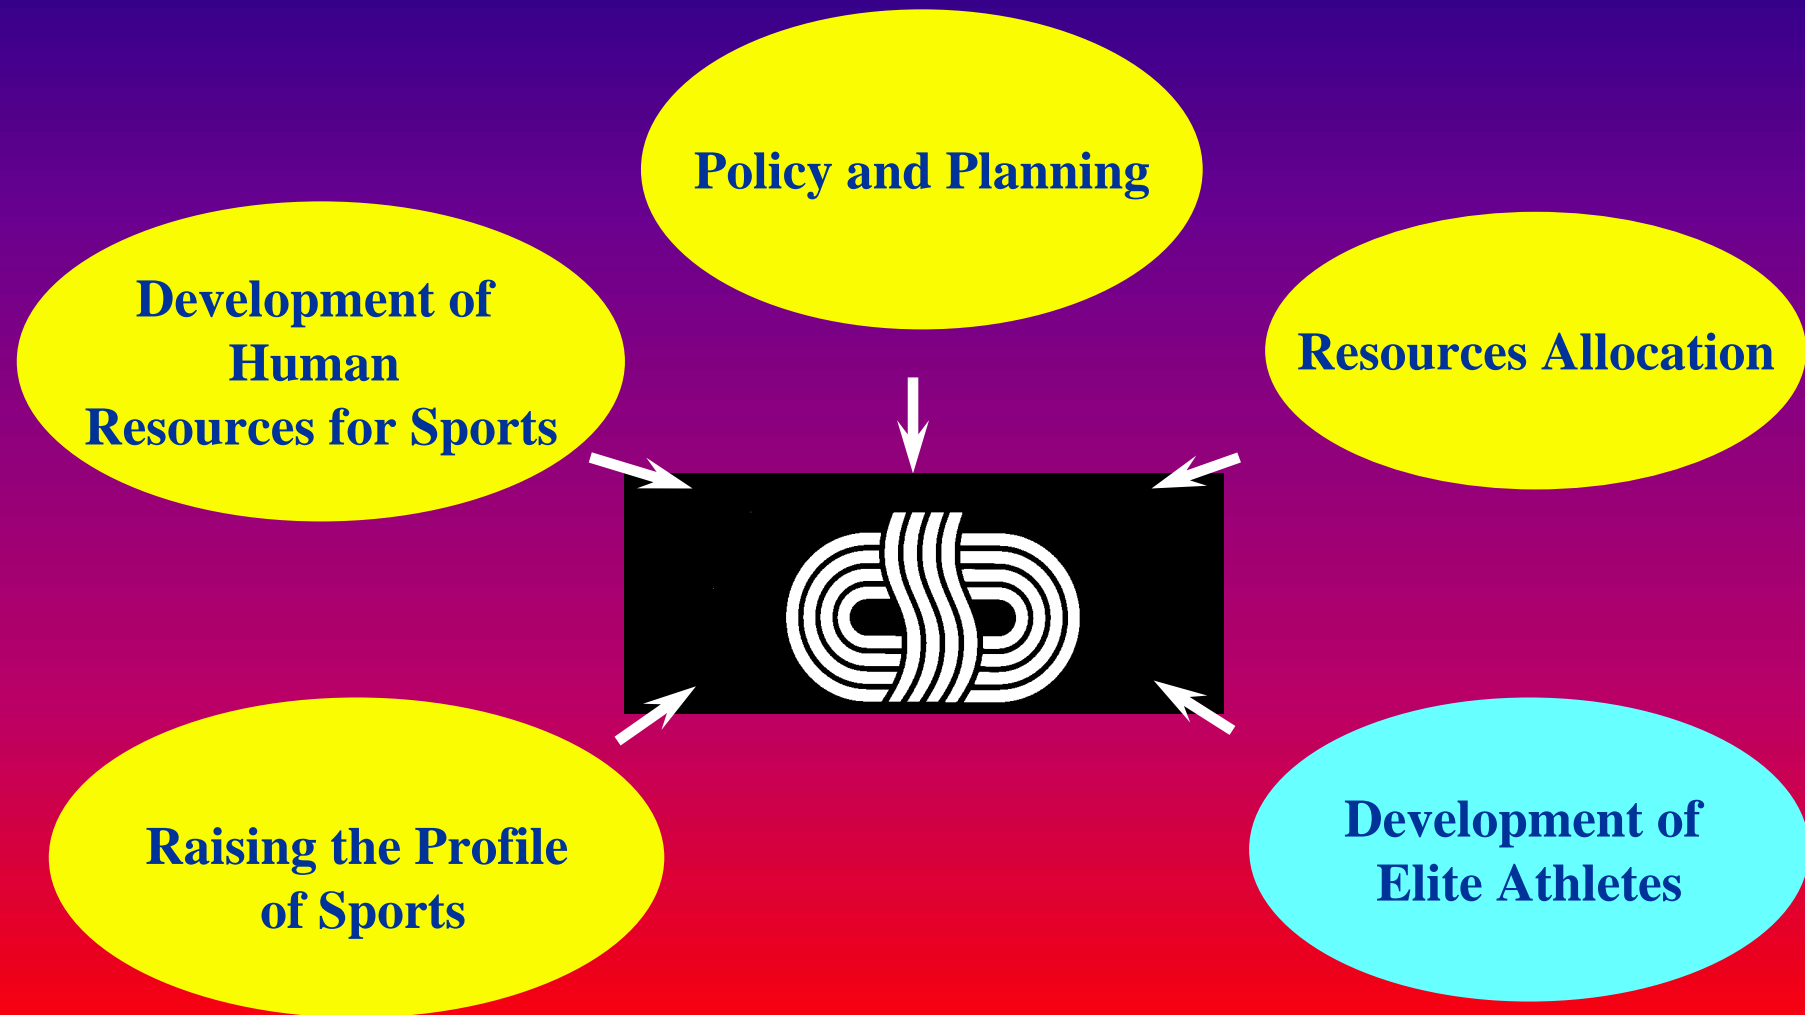 Policy and Planning
Development of
Human
Resources for Sports
Resources Allocation
Raising the Profile
of Sports
Development of
Elite Athletes